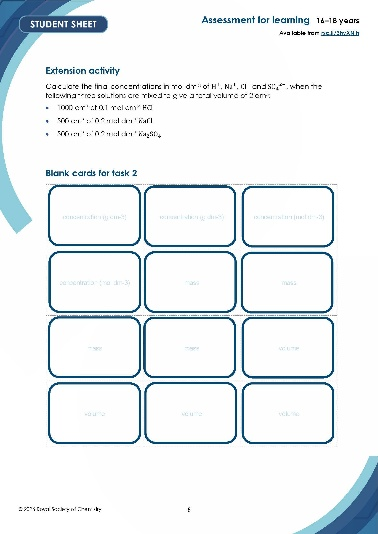 STUDENT SHEET
Assessment for learning 16–18 years
Available from
Extension activity
Calculate the final concentrations in mol dm⁻³ of H⁺, Na⁺, Cl⁻ and SO₄²⁻, when the
following three solutions are mixed to give a total volume of 2 dm³:
1000 cm³ of 0.1 mol dm⁻³ HCl
500 cm³ of 0.2 mol dm⁻³ NaCl
500 cm³ of 0.2 mol dm⁻³ Na₂SO₄
Blank cards for task 2
concentration (g dm-3) concentration (g dm-3) concentration (mol dm-3)
concentration (mol dm-3) mass mass
mass mass volume
volume volume volume
Royal Society of Chemistry